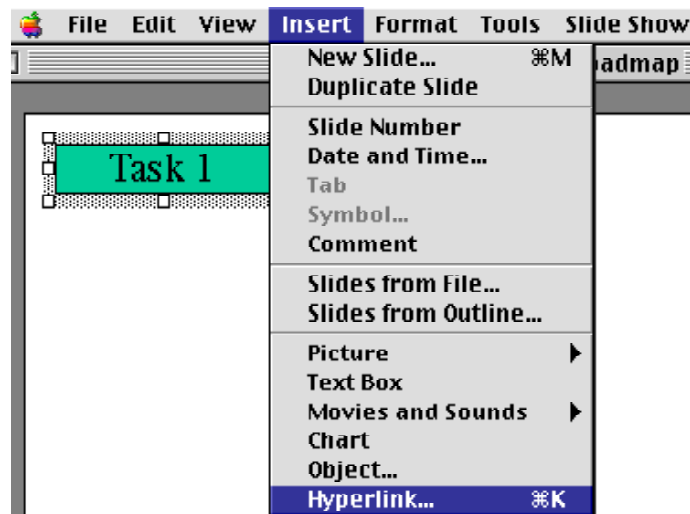 File Edit View Insert Format Tools Slide Show
New Slide... ⌘M
admap
Duplicate Slide
Slide Number
Task 1
Date and Time...
Tab
Symbol...
Comment
Slides from File...
Slides from Outline...
Picture
Text Box
Movies and Sounds
Chart
Object...
Hyperlink... ⌘K